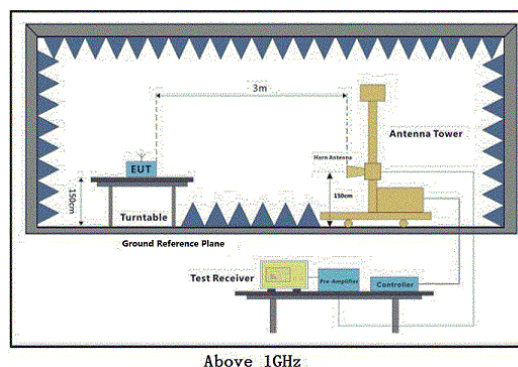 3m
Antenna Tower
Horn Antenna
EUT
150cm
150cm
Turntable
Ground Reference Plane
Test Receiver
Pre-Amplifier
Controller
Above 1GHz